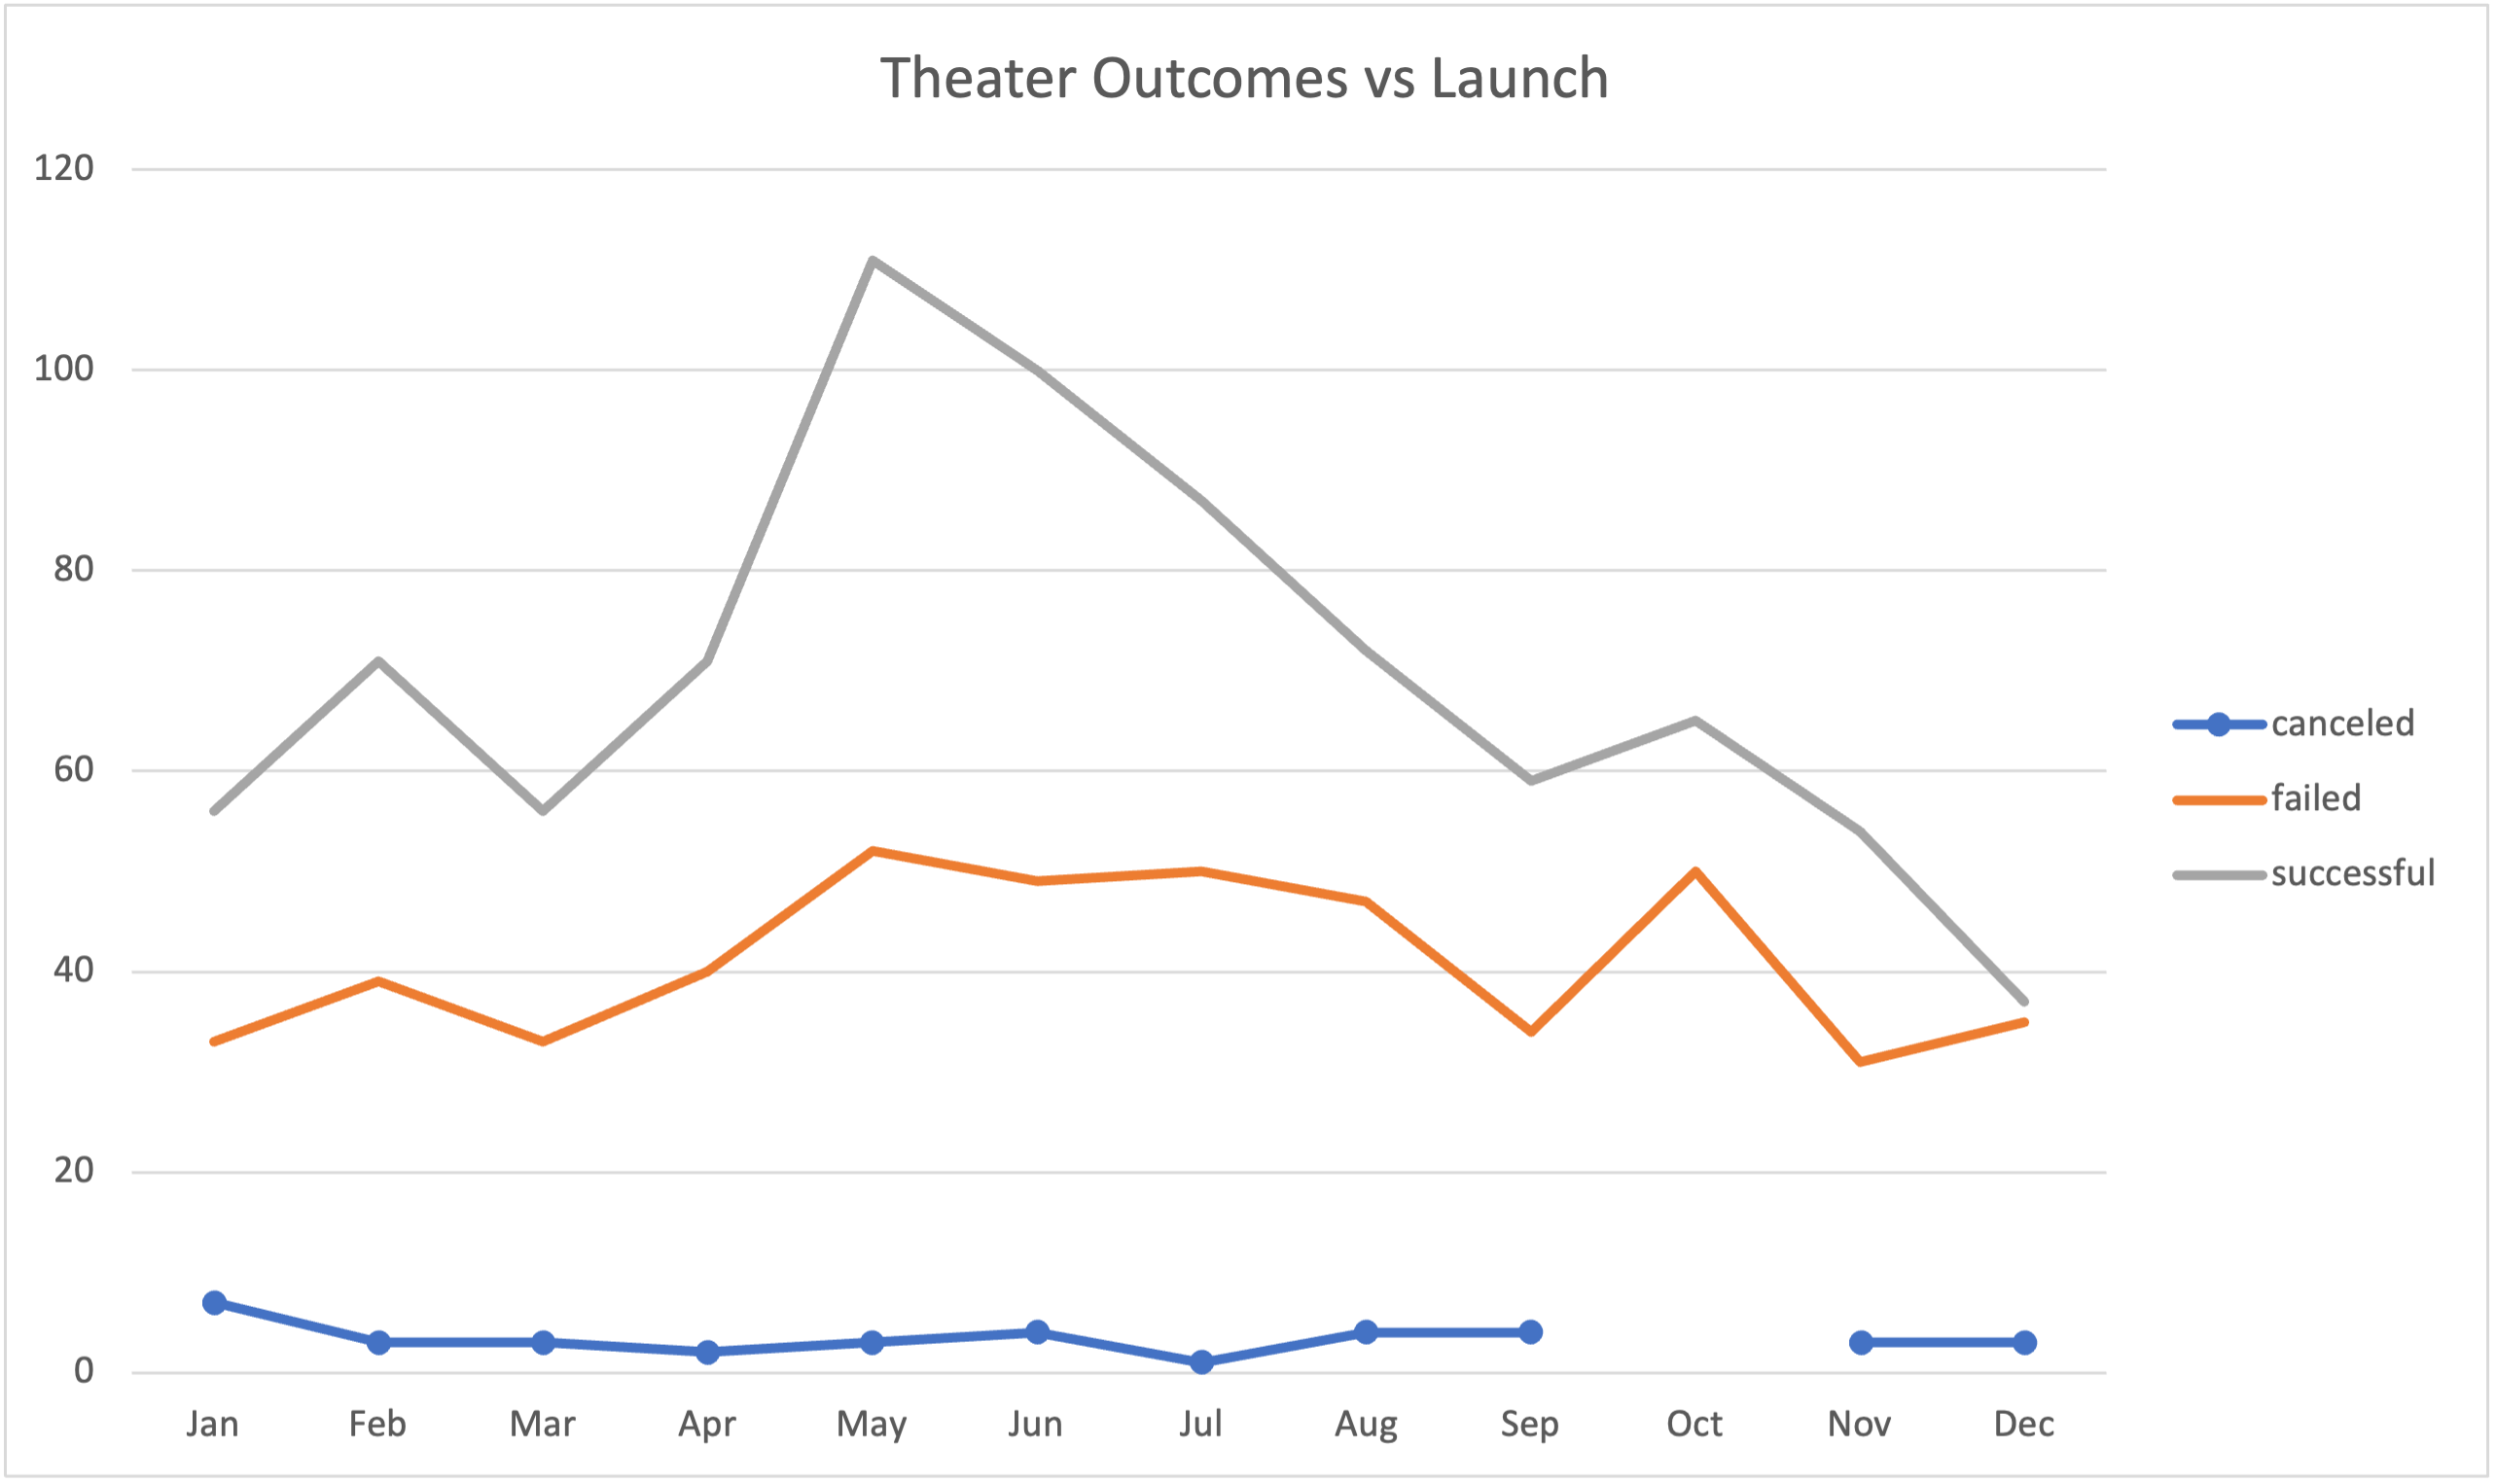 Theater Outcomes vs Launch
120
100
80
60
40
20
0
Jan Feb Mar Apr May Jun Jul Aug Sep Oct Nov Dec
canceled
failed
successful